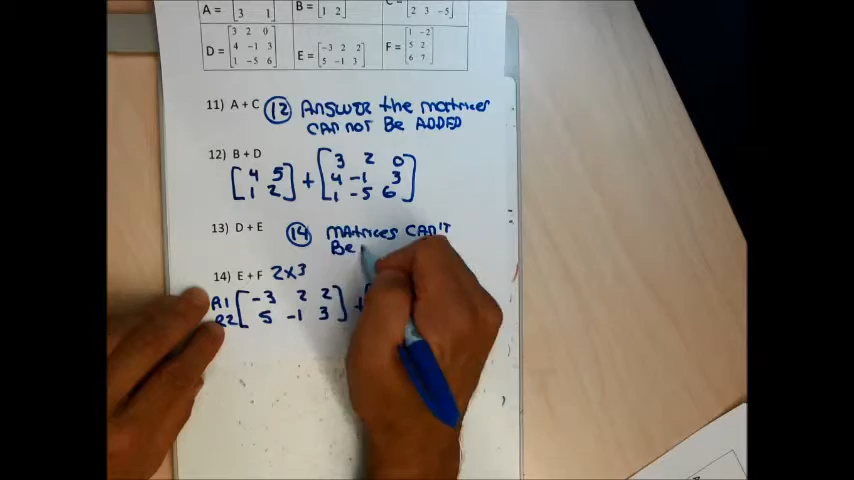 A = 3 1
B = 1 2
2 3 -5
D = 3 2 0
4 -1 3
1 -5 6
E = -3 2 2
5 -1 3
F = 1 -2
5 2
6 7
11) A + C
12 ANSWER the matrices
CAN NOT Be ADDED
12) B + D
4 5
1 2
+
3 2 0
4 -1 3
1 -5 6
13) D + E
14 MAtrices CAN'T
Be
14) E + F 2x3
R1 -3 2 2
R2 5 -1 3
+